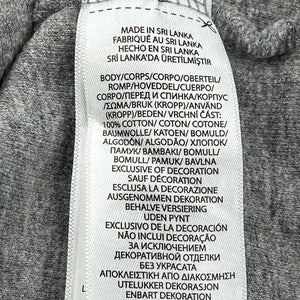 MADE IN SRI LANKA
FABRIQUÉ AU SRI LANKA
HECHO EN SRI LANKA
SRİ LANKA'DA ÜRETİLMİŞTİR
BODY/CORPS/CORPO/OBERTEIL/
ROMP/HOVEDDEL/CUERPO/
CORPO/ПЕРЕД И СПИНКА/KORPUS
/ΣΩΜΑ/BRUK (KROPP)/ANVÄND
(KROPP)/BEDEN/ VRCHNÍ ČÁST:
100% COTTON/ COTON/ COTONE/
BAUMWOLLE/ KATOEN/ BOMULD/
ALGODÓN/ ALGODÃO/ ХЛОПОК/
ПАМУК/ ΒΑΜΒΑΚΙ/ BOMULL/
BOMULL/ PAMUK/ BAVLNA
EXCLUSIVE OF DECORATION
SAUF DÉCORATION
ESCLUSA LA DECORAZIONE
AUSGENOMMEN DEKORATION
BEHALVE VERSIERING
UDEN PYNT
EXCLUSIVO DE LA DECORACIÓN
NÃO INCLUI DECORAÇÃO
ЗА ИСКЛЮЧЕНИЕМ
ДЕКОРАТИВНОЙ ОТДЕЛКИ
БЕЗ УКРАСАТА
ΑΠΟΚΛΕΙΣΤΙΚΗ ΑΠΟ ΔΙΑΚΟΣΜΗΣΗ
UTELUKKER DEKORASJON
ENBART DEKORATION